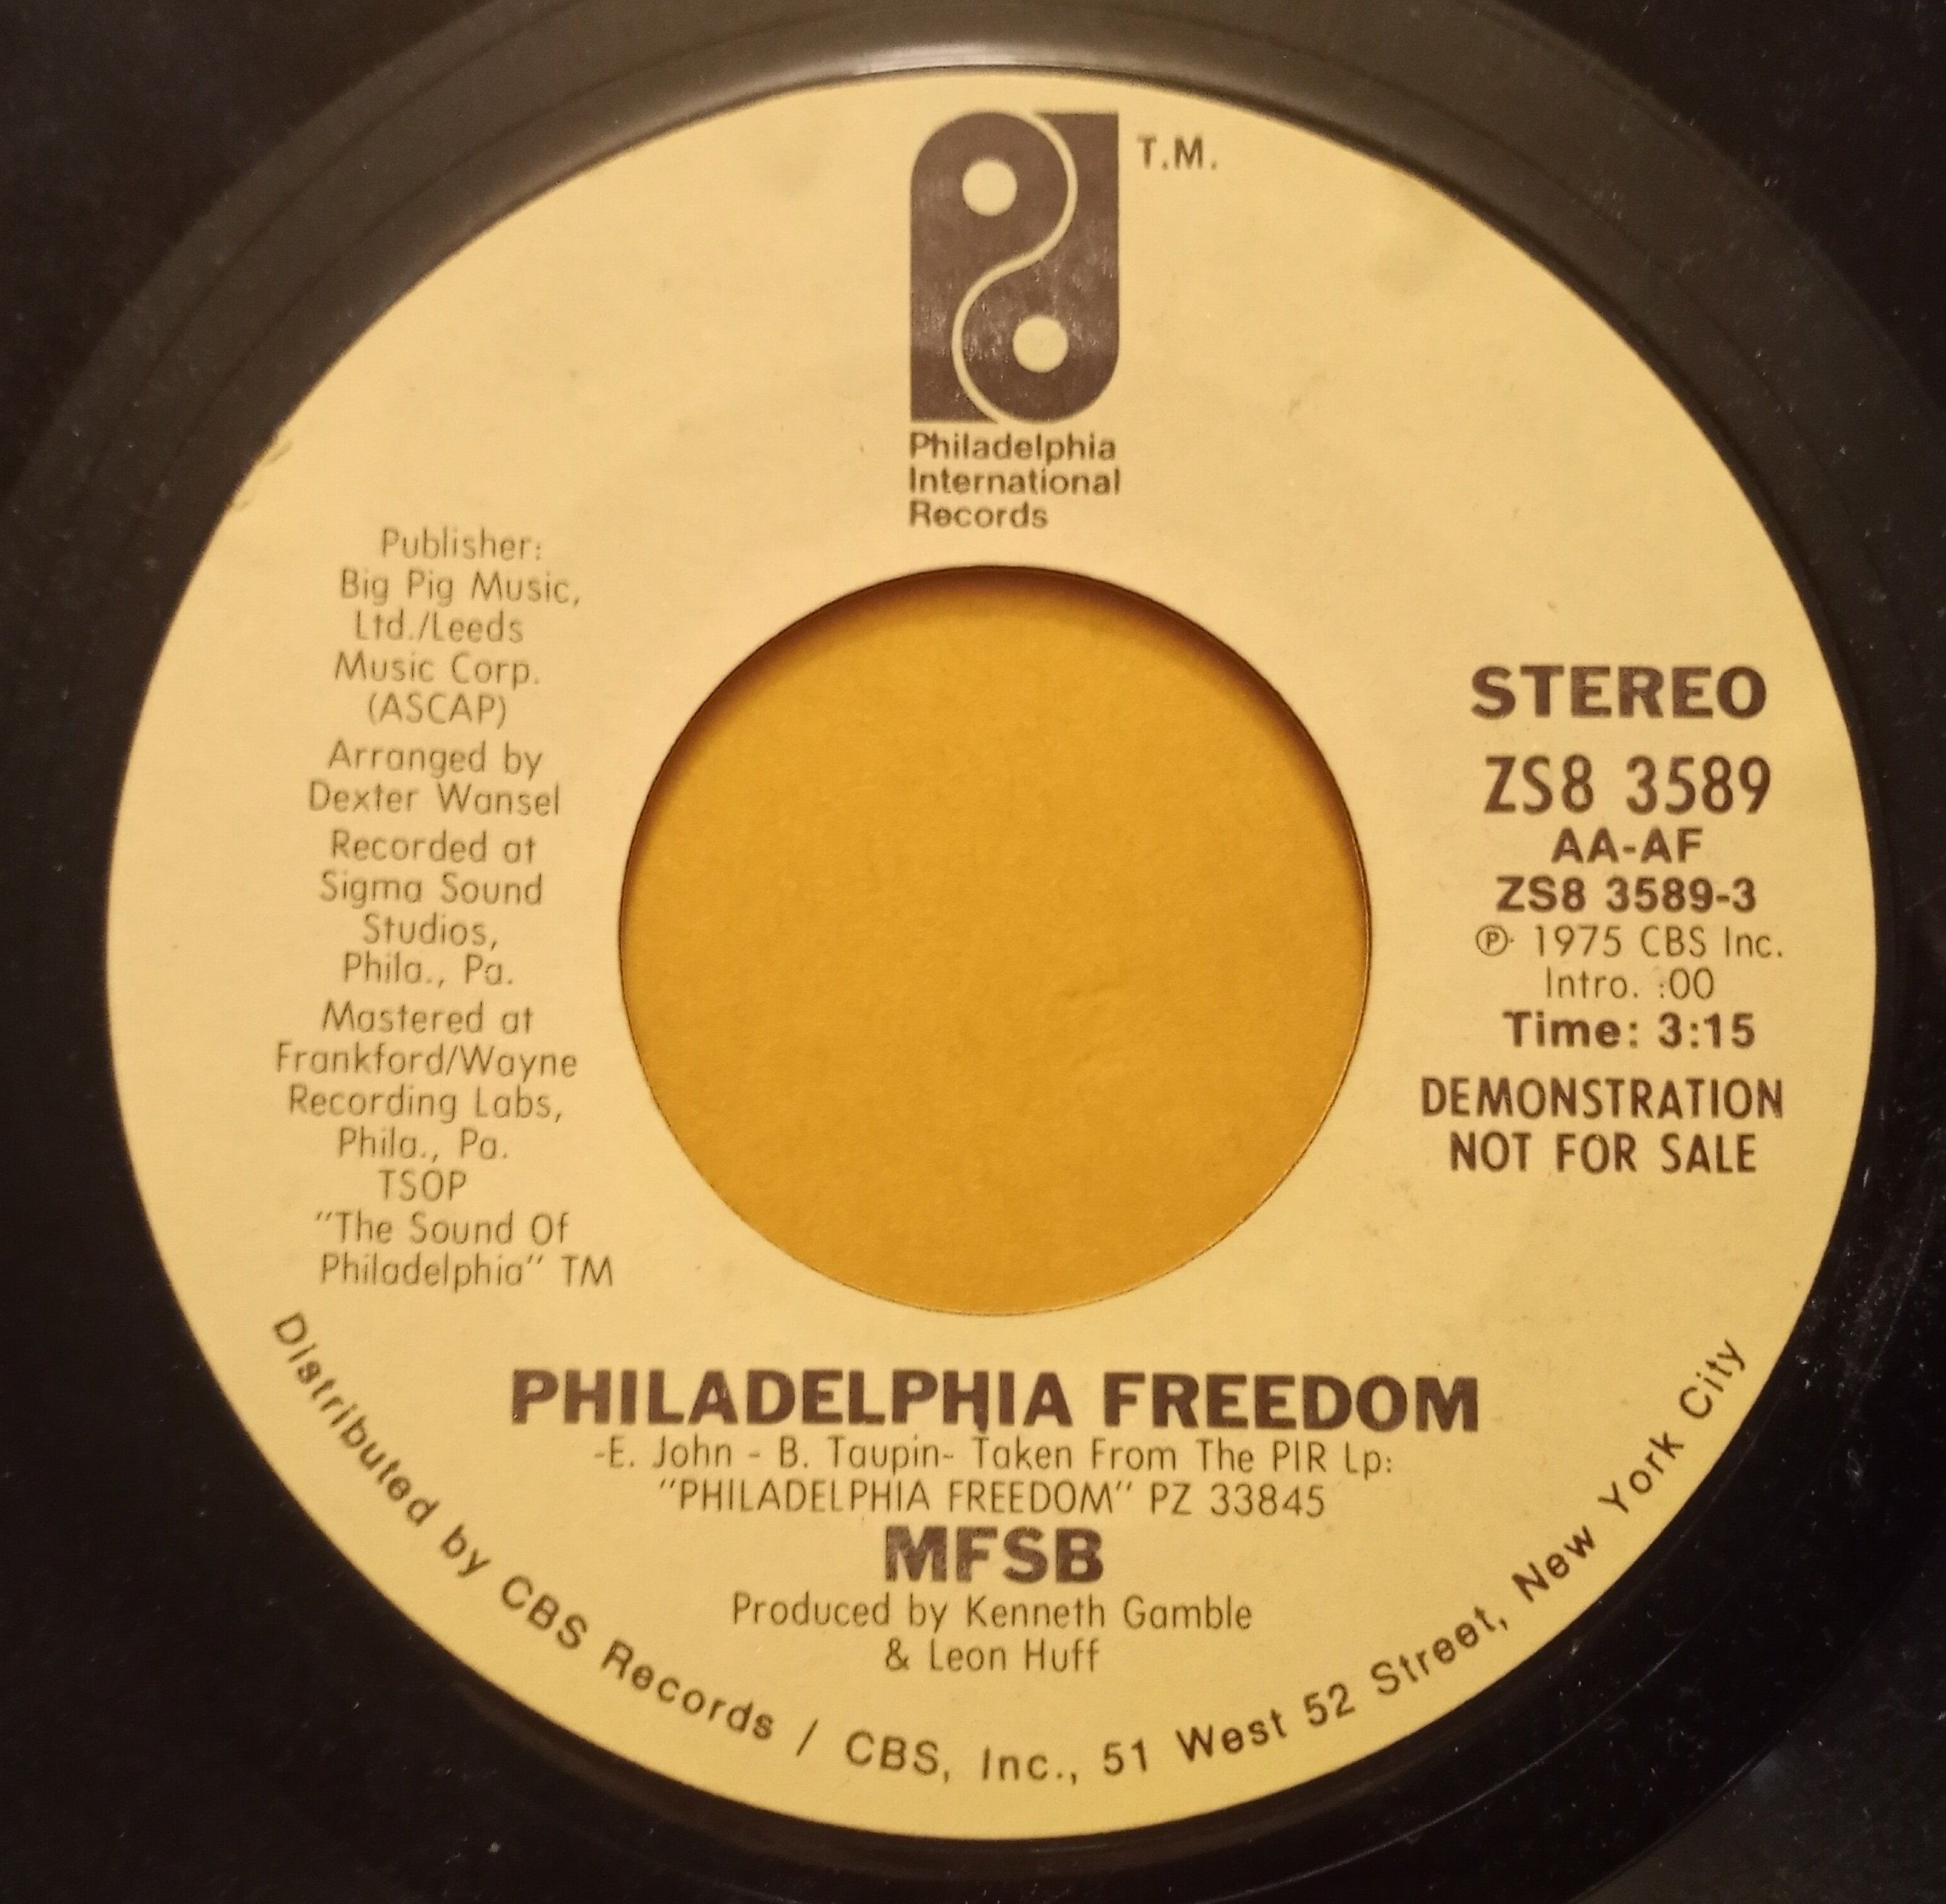 T.M.
Philadelphia
International
Records
Publisher:
Big Pig Music,
Ltd./Leeds
Music Corp.
(ASCAP)
Arranged by
Dexter Wansel
Recorded at
Sigma Sound
Studios,
Phila., Pa.
Mastered at
Frankford/Wayne
Recording Labs,
Phila., Pa.
TSOP
"The Sound Of
Philadelphia" TM
STEREO
ZS8 3589
AA-AF
ZS8 3589-3
℗ 1975 CBS Inc.
Intro. :00
Time: 3:15
DEMONSTRATION
NOT FOR SALE
PHILADELPHIA FREEDOM
-E. John - B. Taupin- Taken From The PIR Lp:
"PHILADELPHIA FREEDOM" PZ 33845
MFSB
Produced by Kenneth Gamble
& Leon Huff
Distributed by CBS Records / CBS, Inc., 51 West 52 Street, New York City